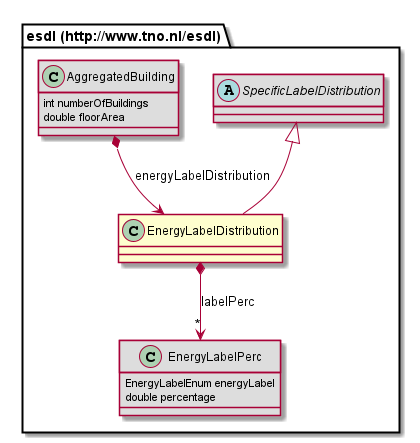 esdl (http://www.tno.nl/esdl)
C AggregatedBuilding
int numberOfBuildings
double floorArea
A SpecificLabelDistribution
energyLabelDistribution
C EnergyLabelDistribution
labelPerc
*
C EnergyLabelPerc
EnergyLabelEnum energyLabel
double percentage